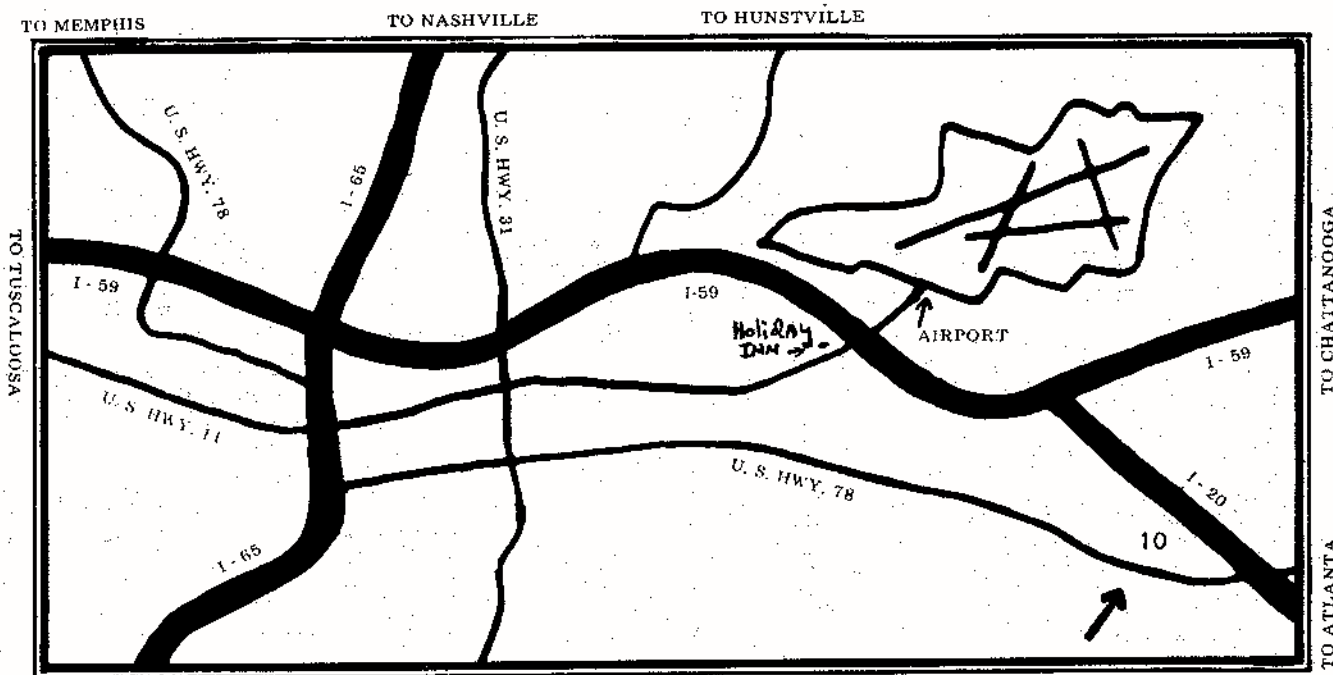 TO MEMPHIS
TO NASHVILLE
TO HUNSTVILLE
U. S. HWY. 78
I - 65
U. S. HWY. 31
TO TUSCALOOSA
I - 59
I-59
Holiday
Inn
AIRPORT
I - 59
TO CHATTANOOGA
U. S. HWY. 11
U. S. HWY. 78
I - 20
10
I - 65
TO ATLANTA